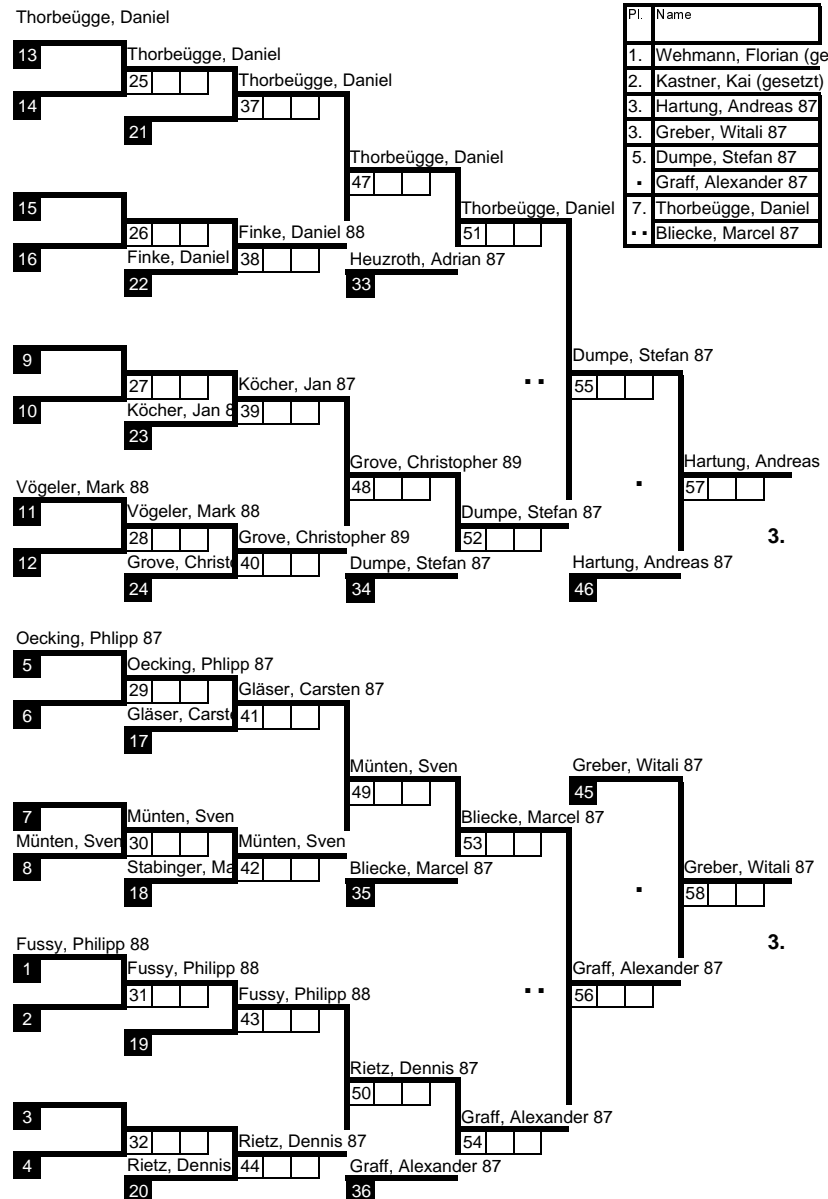 Thorbeügge, Daniel
Pl. Name
13
Thorbeügge, Daniel
1. Wehmann, Florian (ge
25
Thorbeügge, Daniel
2. Kastner, Kai (gesetzt)
14
37
3. Hartung, Andreas 87
21
3. Greber, Witali 87
Thorbeügge, Daniel
5. Dumpe, Stefan 87
47
. Graff, Alexander 87
15
Thorbeügge, Daniel
7. Thorbeügge, Daniel
26
Finke, Daniel 88
51
.. Bliecke, Marcel 87
16
Finke, Daniel
38
Heuzroth, Adrian 87
22
33
9
Dumpe, Stefan 87
27
Köcher, Jan 87
..
55
10
Köcher, Jan 8
39
23
Grove, Christopher 89
Hartung, Andreas
Vögeler, Mark 88
48
.
57
11
Vögeler, Mark 88
Dumpe, Stefan 87
28
Grove, Christopher 89
52
3.
12
Grove, Christo
40
Dumpe, Stefan 87
Hartung, Andreas 87
24
34
46
Oecking, Phlipp 87
5
Oecking, Phlipp 87
29
Gläser, Carsten 87
6
Gläser, Carste
41
17
Münten, Sven
Greber, Witali 87
49
45
7
Münten, Sven
Bliecke, Marcel 87
Münten, Sven
30
Münten, Sven
53
8
Stabinger, Ma
42
Bliecke, Marcel 87
.
Greber, Witali 87
18
35
58
Fussy, Philipp 88
3.
1
Fussy, Philipp 88
Graff, Alexander 87
31
Fussy, Philipp 88
..
56
2
43
19
Rietz, Dennis 87
50
3
Graff, Alexander 87
32
Rietz, Dennis 87
54
4
Rietz, Dennis
44
Graff, Alexander 87
20
36